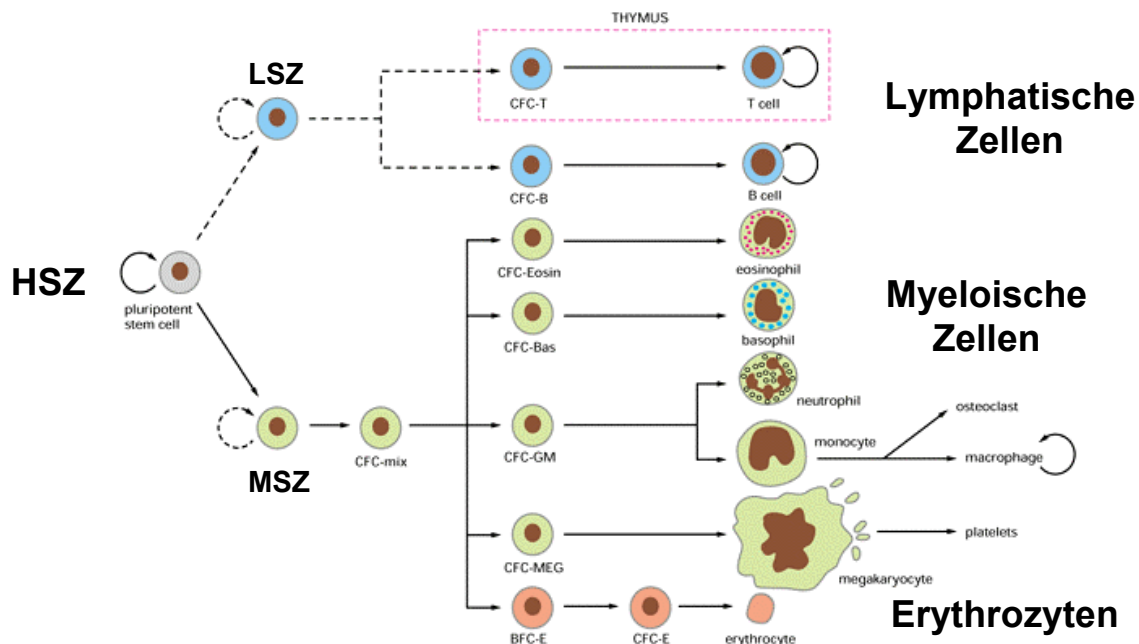 THYMUS
LSZ
CFC-T
T cell
Lymphatische
Zellen
CFC-B
B cell
HSZ
pluripotent
stem cell
CFC-Eosin
eosinophil
Myeloische
Zellen
CFC-Bas
basophil
neutrophil
osteoclast
MSZ
CFC-mix
CFC-GM
monocyte
macrophage
CFC-MEG
megakaryocyte
platelets
BFC-E
CFC-E
erythrocyte
Erythrozyten